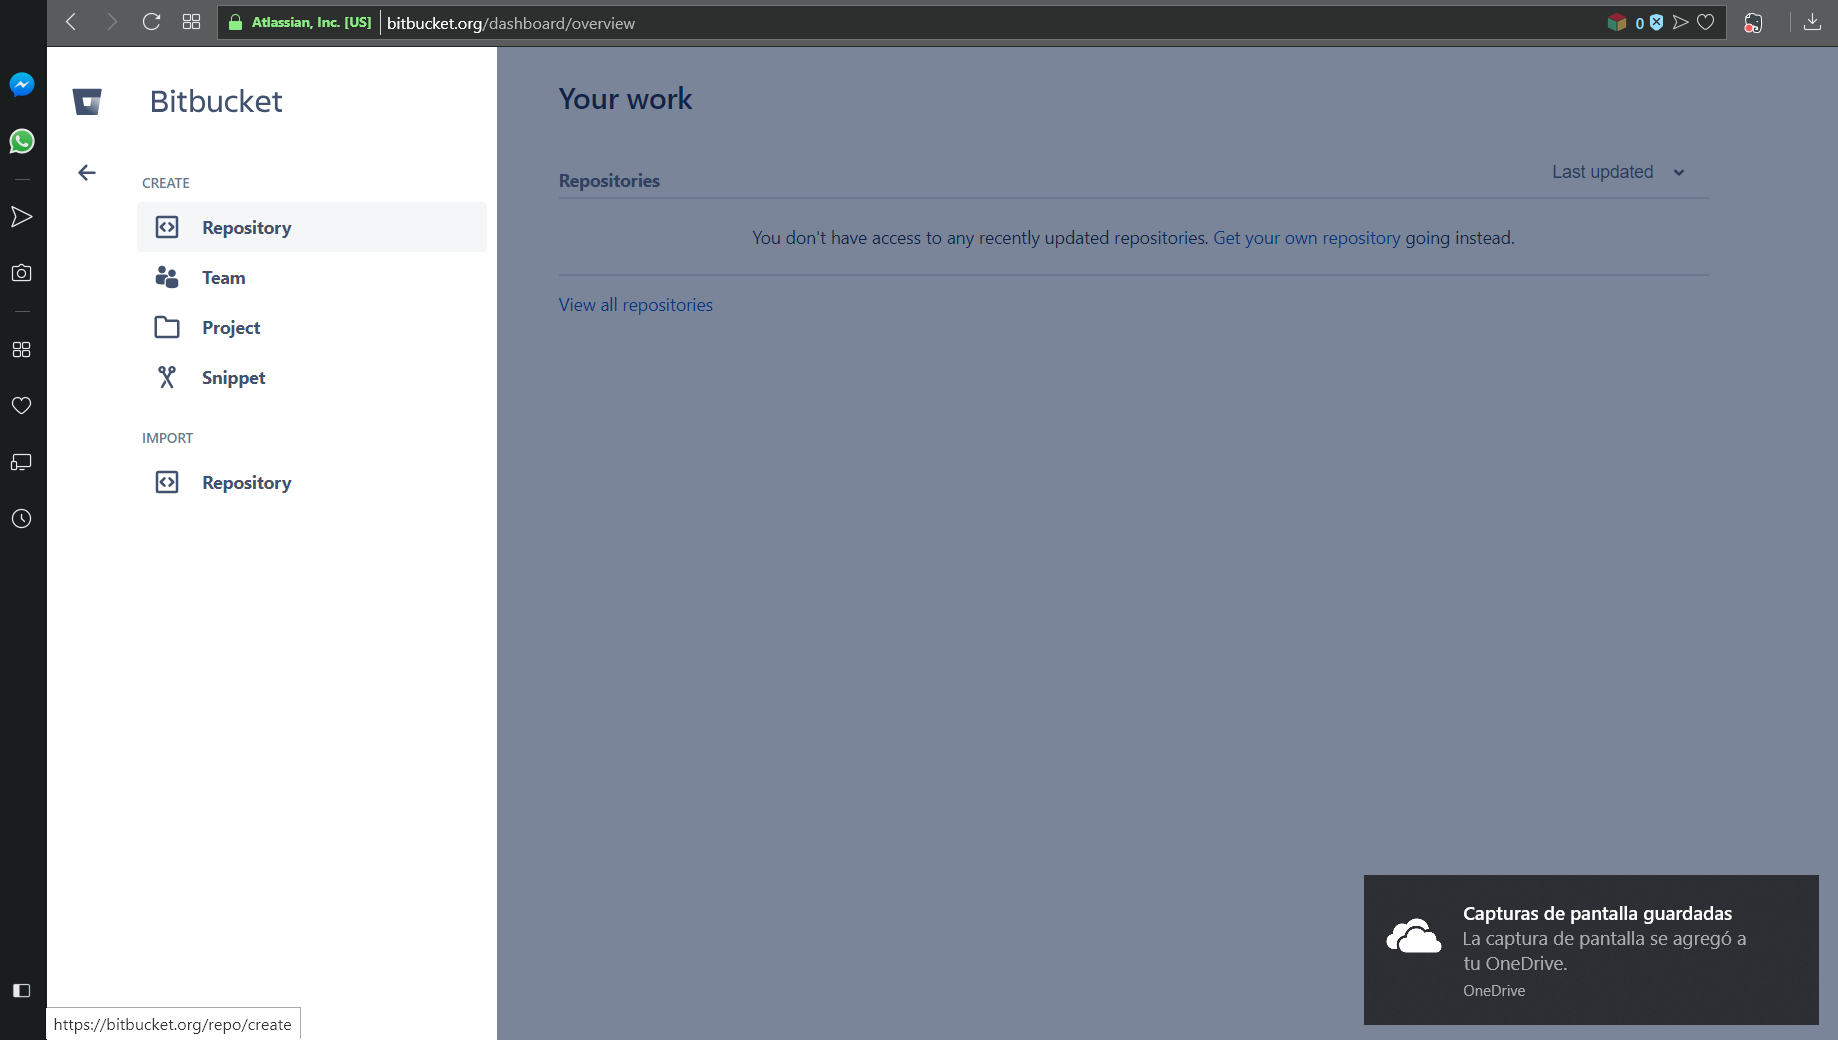 Atlassian, Inc. [US] bitbucket.org/dashboard/overview 0
Bitbucket
CREATE
Repository
Team
Project
Snippet
IMPORT
Repository
Your work
Repositories Last updated
You don't have access to any recently updated repositories. Get your own repository going instead.
View all repositories
Capturas de pantalla guardadas
La captura de pantalla se agregó a
tu OneDrive.
OneDrive
https://bitbucket.org/repo/create